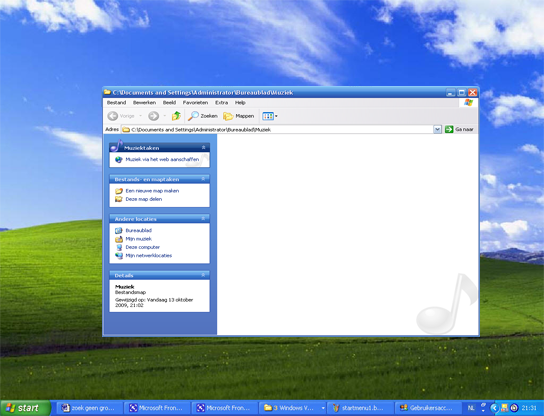 C:\Documents and Settings\Administrator\Bureaublad\Muziek
Bestand Bewerken Beeld Favorieten Extra Help
Vorige Zoeken Mappen
Adres C:\Documents and Settings\Administrator\Bureaublad\Muziek Ga naar
Muziektaken
Muziek via het web aanschaffen
Bestands- en maptaken
Een nieuwe map maken
Deze map delen
Andere locaties
Bureaublad
Mijn muziek
Deze computer
Mijn netwerklocaties
Details
Muziek
Bestandsmap
Gewijzigd op: Vandaag 13 oktober
2009, 21:02
start zoek geen gro... Microsoft Fron... Microsoft Fron... 3 Windows V... startmenu1.b... Gebruikersacc... NL 21:31